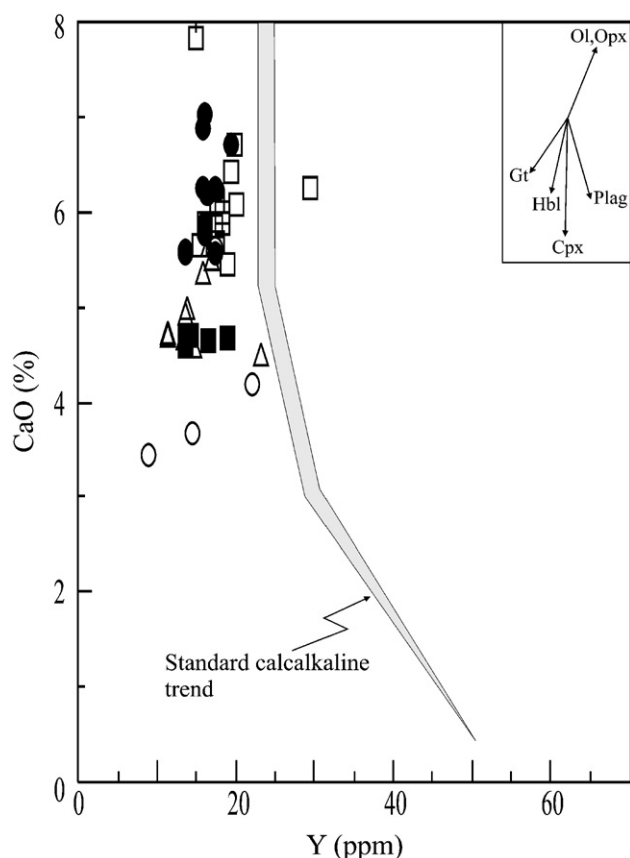 8
6
4
2
0
CaO (%)
Ol,Opx
Gt
Hbl
Plag
Cpx
Standard calcalkaline
trend
0
20
40
60
Y (ppm)